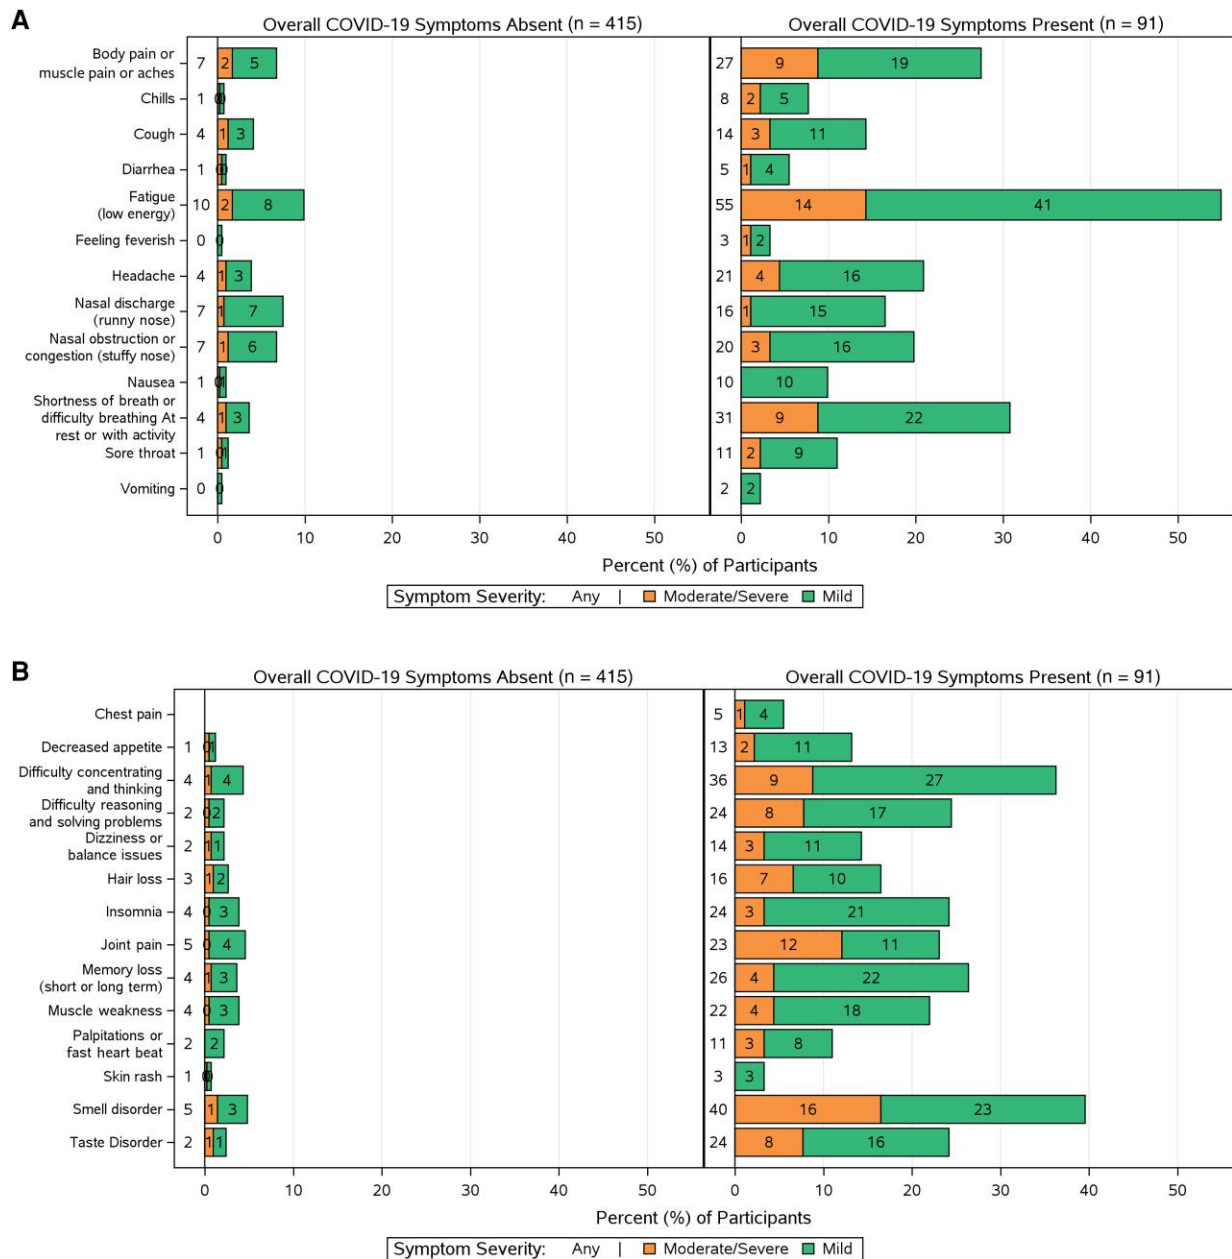 A
Overall COVID-19 Symptoms Absent (n = 415)
Overall COVID-19 Symptoms Present (n = 91)
Body pain or
muscle pain or aches
7 2 5 27 9 19
Chills
1 0 0 8 2 5
Cough
4 1 3 14 3 11
Diarrhea
1 0 0 5 1 4
Fatigue
(low energy)
10 2 8 55 14 41
Feeling feverish
0 0 3 1 2
Headache
4 1 3 21 4 16
Nasal discharge
(runny nose)
7 1 7 16 1 15
Nasal obstruction or
congestion (stuffy nose)
7 1 6 20 3 16
Nausea
1 0 1 10 10
Shortness of breath or
difficulty breathing At
rest or with activity
4 1 3 31 9 22
Sore throat
1 0 1 11 2 9
Vomiting
0 0 2 2
0 10 20 30 40 50 0 10 20 30 40 50
Percent (%) of Participants
Symptom Severity: Any | Moderate/Severe Mild
B
Overall COVID-19 Symptoms Absent (n = 415)
Overall COVID-19 Symptoms Present (n = 91)
Chest pain
5 1 4
Decreased appetite
1 0 1 13 2 11
Difficulty concentrating
and thinking
4 1 4 36 9 27
Difficulty reasoning
and solving problems
2 0 2 24 8 17
Dizziness or
balance issues
2 1 1 14 3 11
Hair loss
3 1 2 16 7 10
Insomnia
4 0 3 24 3 21
Joint pain
5 0 4 23 12 11
Memory loss
(short or long term)
4 1 3 26 4 22
Muscle weakness
4 0 3 22 4 18
Palpitations or
fast heart beat
2 2 11 3 8
Skin rash
1 0 0 3 3
Smell disorder
5 1 3 40 16 23
Taste Disorder
2 1 1 24 8 16
0 10 20 30 40 50 0 10 20 30 40 50
Percent (%) of Participants
Symptom Severity: Any | Moderate/Severe Mild